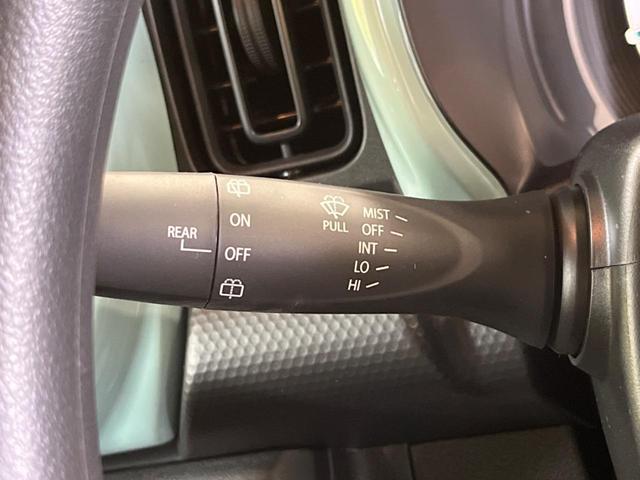 REAR
ON
OFF
PULL
MIST
OFF
INT
LO
HI